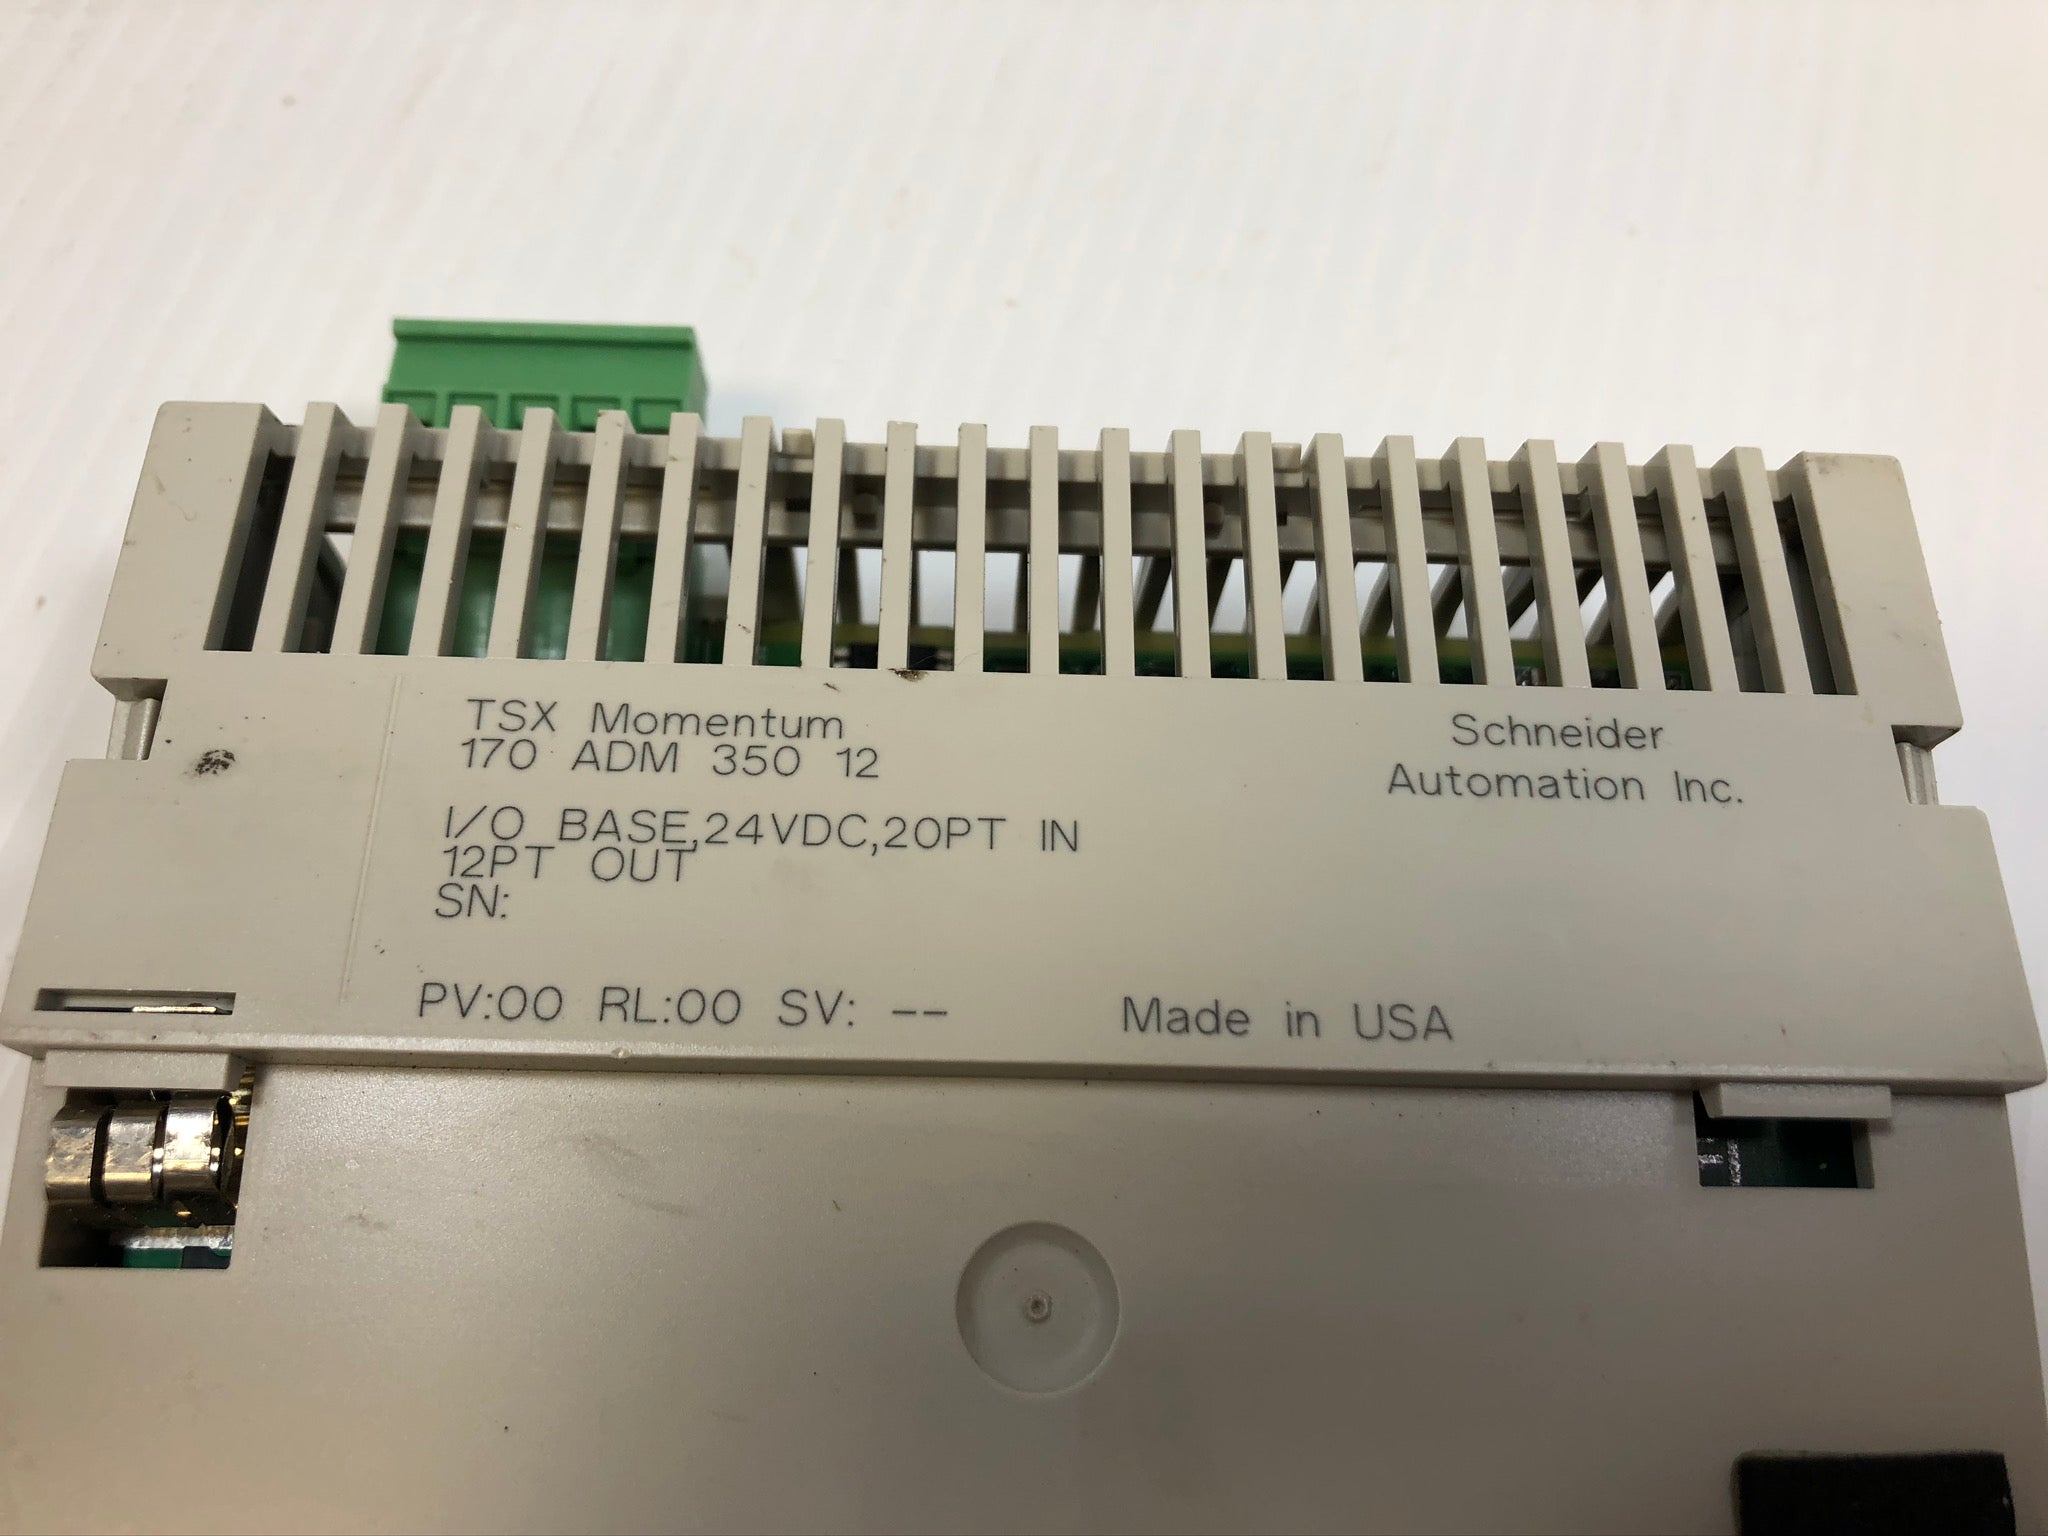 TSX Momentum
170 ADM 350 12
Schneider
Automation Inc.
I/O BASE,24VDC,20PT IN
12PT OUT
SN:
PV:00 RL:00 SV: --
Made in USA